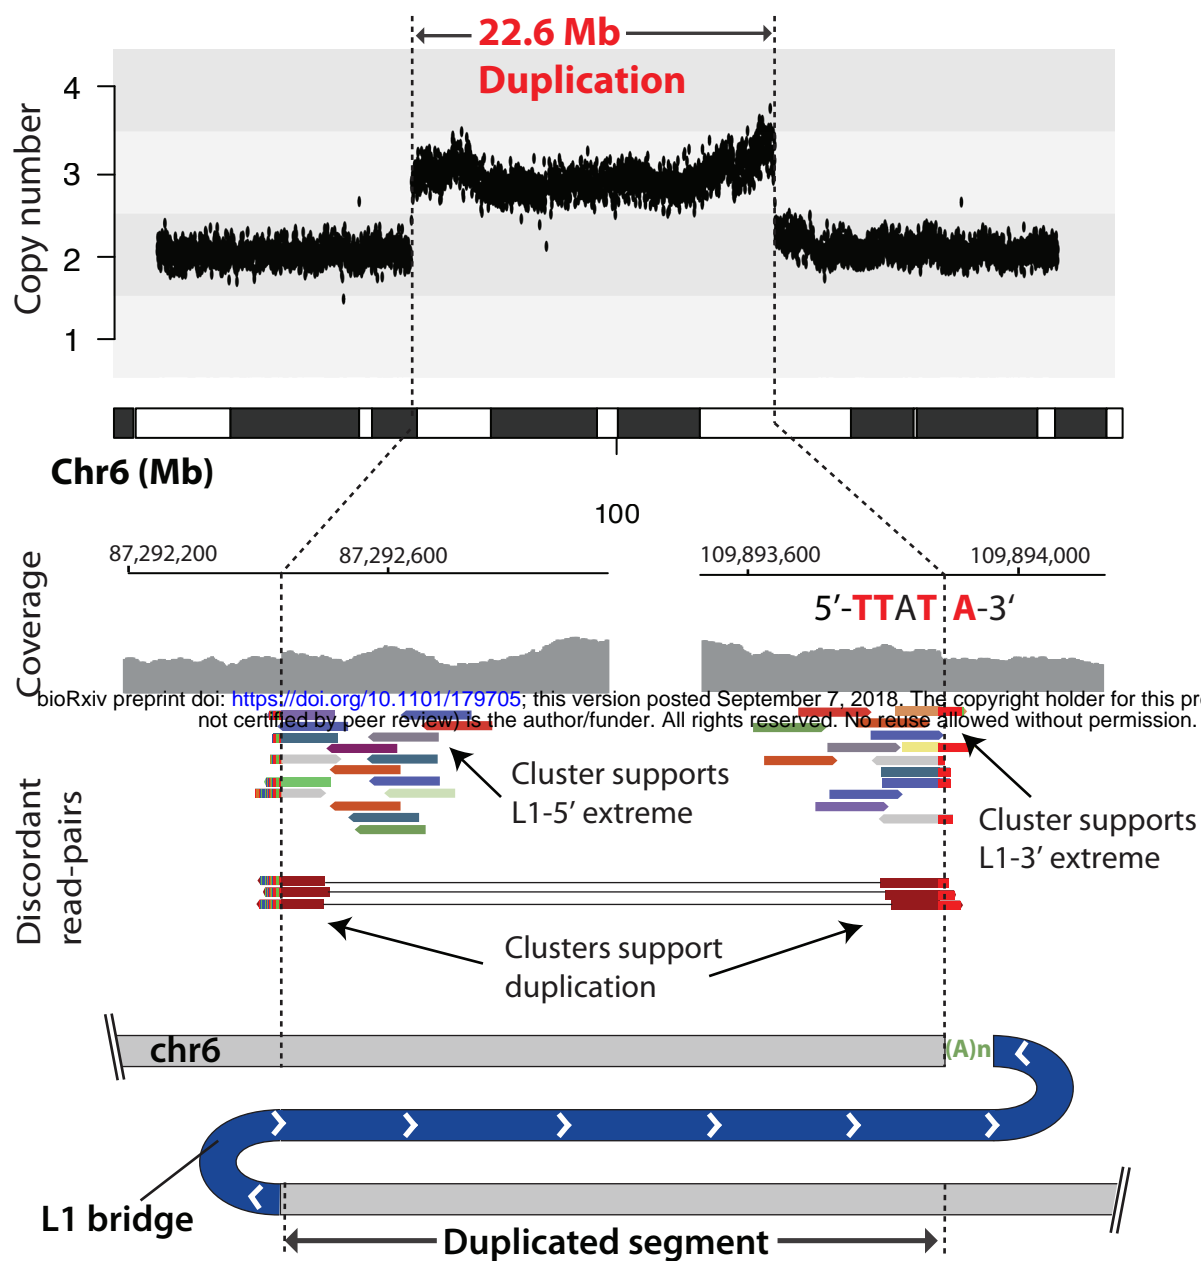 22.6 Mb
Duplication
Copy number
4
3
2
1
Chr6 (Mb)
100
87,292,200
87,292,600
109,893,600
109,894,000
5’-TTAT A-3‘
Coverage
bioRxiv preprint doi: https://doi.org/10.1101/179705; this version posted September 7, 2018. The copyright holder for this pre
not certified by peer review) is the author/funder. All rights reserved. No reuse allowed without permission.
Discordant
read-pairs
Cluster supports
L1-5’ extreme
Cluster supports
L1-3’ extreme
Clusters support
duplication
chr6
(A)n
L1 bridge
Duplicated segment